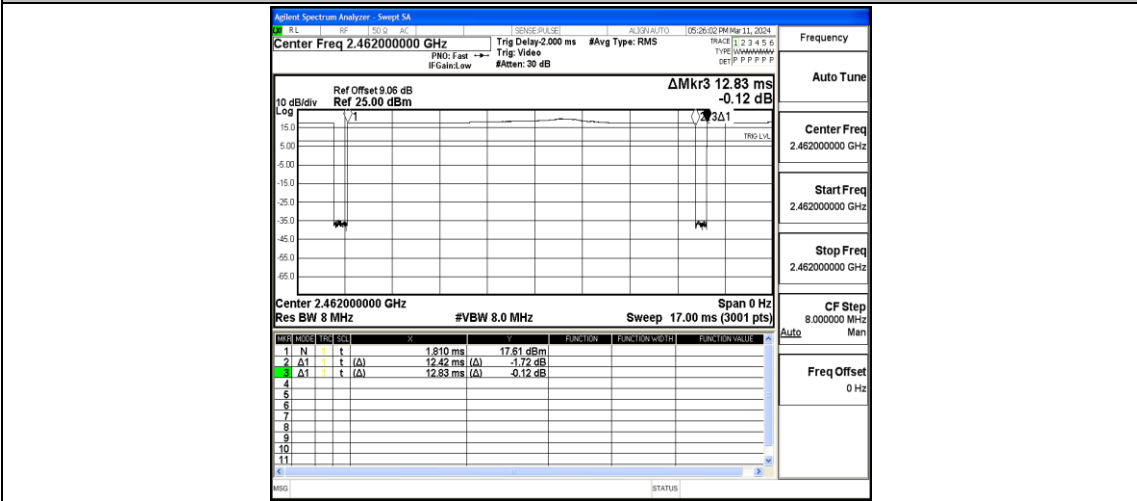 Agilent Spectrum Analyzer - Swept SA
RL RF 50 Ω AC SENSE:PULSE ALIGN AUTO 05:26:02 PM Mar 11, 2024
Center Freq 2.462000000 GHz
PNO: Fast
IFGain:Low
Trig Delay-2.000 ms
Trig: Video
#Atten: 30 dB
#Avg Type: RMS
TRACE 1 2 3 4 5 6
TYPE
DET P P P P P P
Ref Offset 9.06 dB
10 dB/div Ref 25.00 dBm
Log
ΔMkr3 12.83 ms
-0.12 dB
1
2 3Δ1
15.0
TRIG LVL
5.00
-5.00
-15.0
-25.0
-35.0
-45.0
-55.0
-65.0
Center 2.462000000 GHz Span 0 Hz
Res BW 8 MHz #VBW 8.0 MHz Sweep 17.00 ms (3001 pts)
MKR MODE TRC SCL X Y FUNCTION FUNCTION WIDTH FUNCTION VALUE
1 N 1 t 1.810 ms 17.61 dBm
2 Δ1 1 t (Δ) 12.42 ms (Δ) -1.72 dB
3 Δ1 1 t (Δ) 12.83 ms (Δ) -0.12 dB
4
5
6
7
8
9
10
11
MSG STATUS
Frequency
Auto Tune
Center Freq
2.462000000 GHz
Start Freq
2.462000000 GHz
Stop Freq
2.462000000 GHz
CF Step
8.000000 MHz
Auto Man
Freq Offset
0 Hz